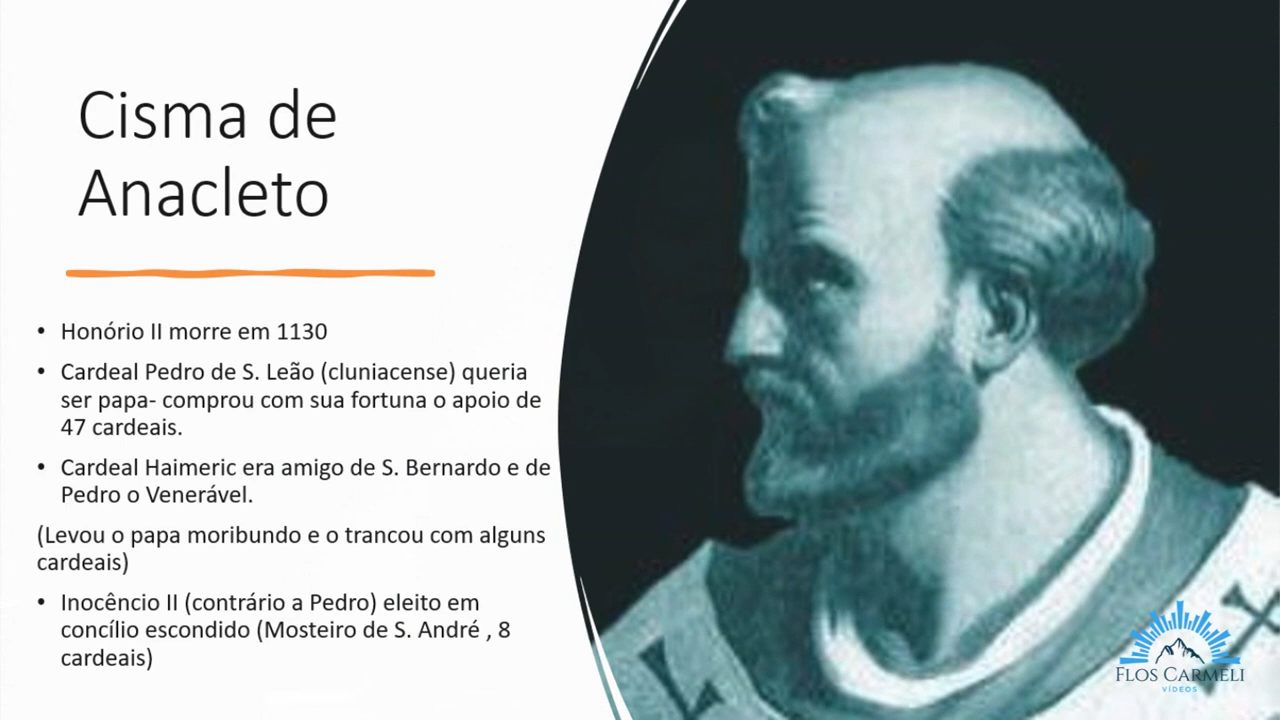 Cisma de
Anacleto
• Honório II morre em 1130
• Cardeal Pedro de S. Leão (cluniacense) queria
ser papa- comprou com sua fortuna o apoio de
47 cardeais.
• Cardeal Haimeric era amigo de S. Bernardo e de
Pedro o Venerável.
(Levou o papa moribundo e o trancou com alguns
cardeais)
• Inocêncio II (contrário a Pedro) eleito em
concílio escondido (Mosteiro de S. André , 8
cardeais)
FLOS CARMELI
VÍDEOS